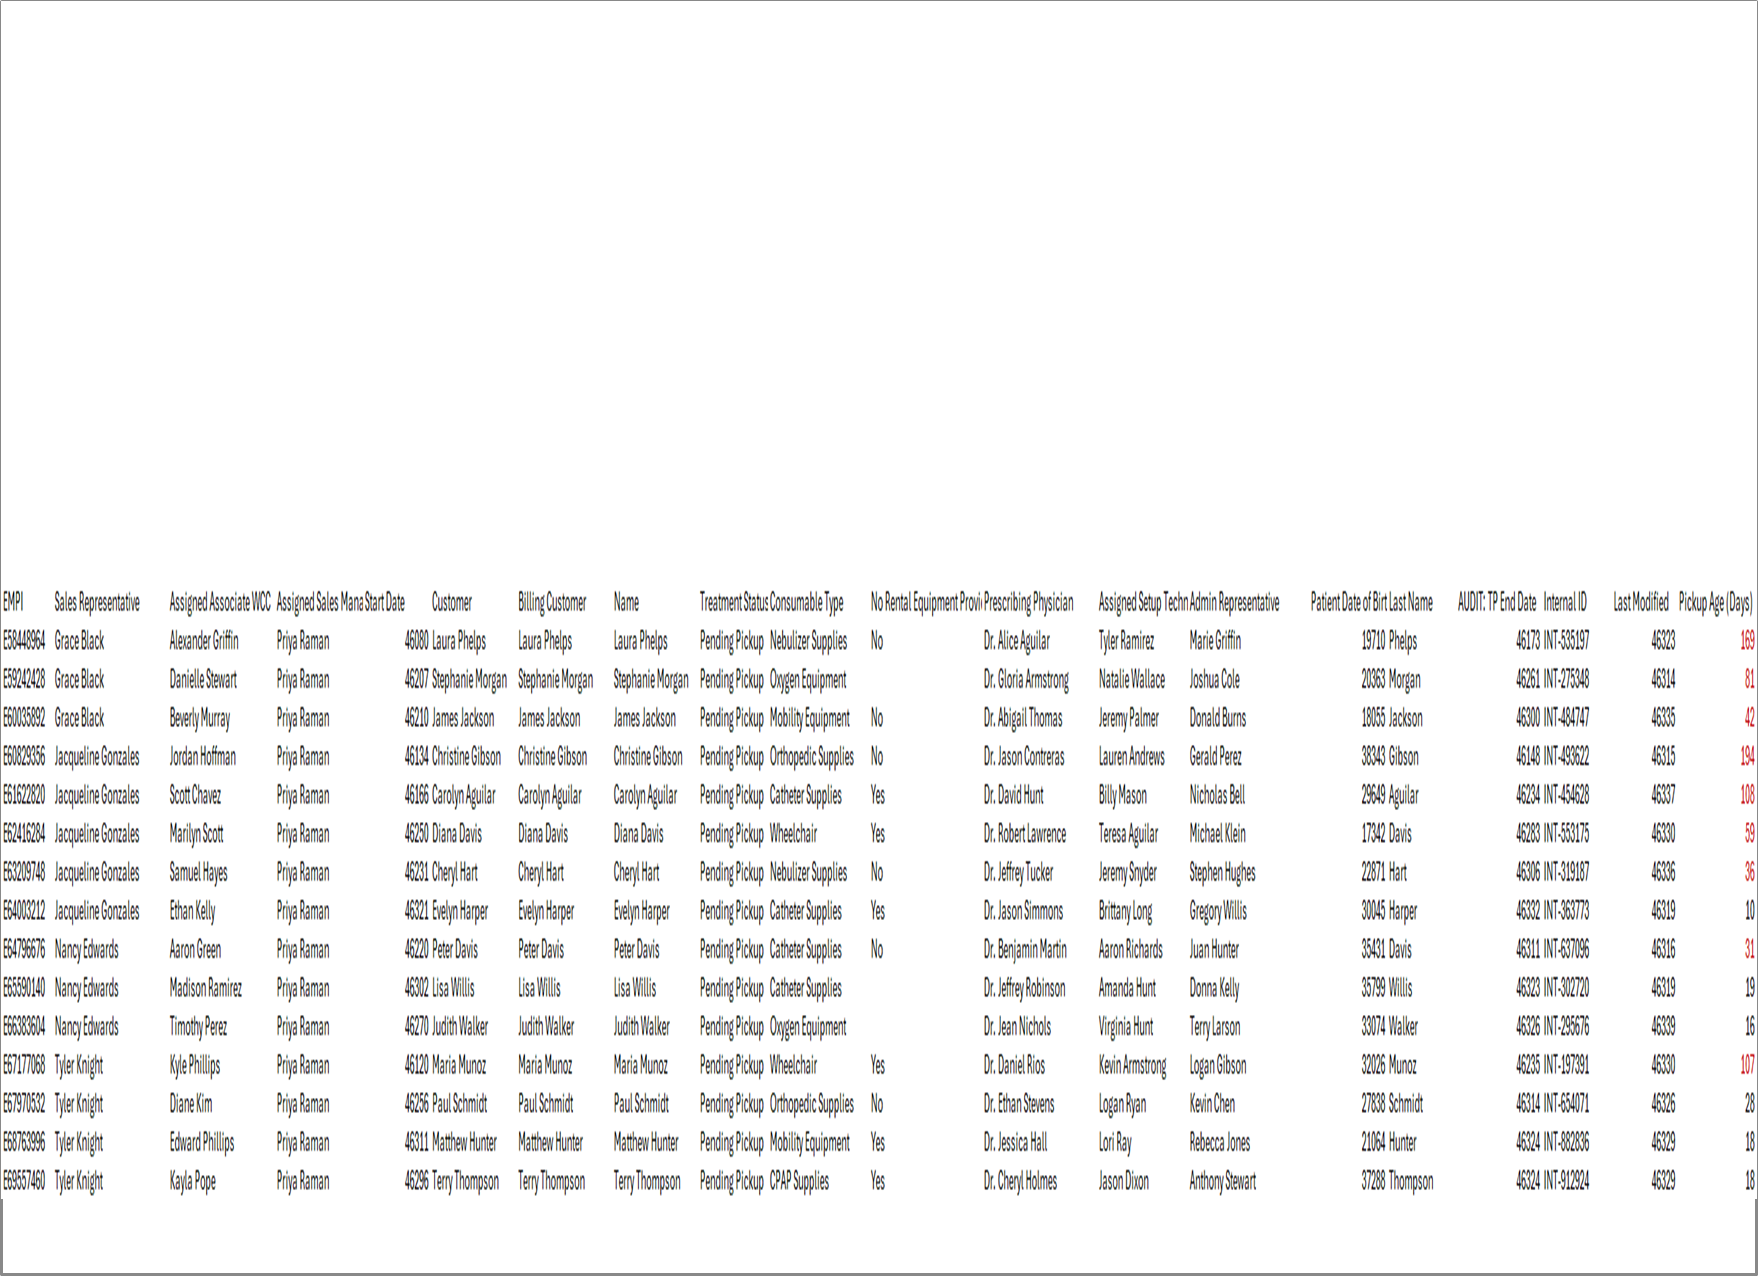 EMPI Sales Representative Assigned Associate WCC Assigned Sales Mana Start Date Customer Billing Customer Name Treatment Status Consumable Type No Rental Equipment Provi Prescribing Physician Assigned Setup Techn Admin Representative Patient Date of Birt Last Name AUDIT: TP End Date Internal ID Last Modified Pickup Age (Days)
E58448964 Grace Black Alexander Griffin Priya Raman 46080 Laura Phelps Laura Phelps Laura Phelps Pending Pickup Nebulizer Supplies No Dr. Alice Aguilar Tyler Ramirez Marie Griffin 19710 Phelps 46173 INT-535197 46323 169
E59242428 Grace Black Danielle Stewart Priya Raman 46207 Stephanie Morgan Stephanie Morgan Stephanie Morgan Pending Pickup Oxygen Equipment Dr. Gloria Armstrong Natalie Wallace Joshua Cole 20363 Morgan 46261 INT-275348 46314 81
E60035892 Grace Black Beverly Murray Priya Raman 46210 James Jackson James Jackson James Jackson Pending Pickup Mobility Equipment No Dr. Abigail Thomas Jeremy Palmer Donald Burns 18055 Jackson 46300 INT-484747 46335 42
E60829356 Jacqueline Gonzales Jordan Hoffman Priya Raman 46134 Christine Gibson Christine Gibson Christine Gibson Pending Pickup Orthopedic Supplies No Dr. Jason Contreras Lauren Andrews Gerald Perez 38343 Gibson 46148 INT-493622 46315 194
E61622820 Jacqueline Gonzales Scott Chavez Priya Raman 46166 Carolyn Aguilar Carolyn Aguilar Carolyn Aguilar Pending Pickup Catheter Supplies Yes Dr. David Hunt Billy Mason Nicholas Bell 29649 Aguilar 46234 INT-454628 46337 108
E62416284 Jacqueline Gonzales Marilyn Scott Priya Raman 46250 Diana Davis Diana Davis Diana Davis Pending Pickup Wheelchair Yes Dr. Robert Lawrence Teresa Aguilar Michael Klein 17342 Davis 46283 INT-553175 46330 59
E63209748 Jacqueline Gonzales Samuel Hayes Priya Raman 46231 Cheryl Hart Cheryl Hart Cheryl Hart Pending Pickup Nebulizer Supplies No Dr. Jeffrey Tucker Jeremy Snyder Stephen Hughes 22871 Hart 46306 INT-319187 46336 36
E64003212 Jacqueline Gonzales Ethan Kelly Priya Raman 46321 Evelyn Harper Evelyn Harper Evelyn Harper Pending Pickup Catheter Supplies Yes Dr. Jason Simmons Brittany Long Gregory Willis 30045 Harper 46332 INT-363773 46319 10
E64796676 Nancy Edwards Aaron Green Priya Raman 46220 Peter Davis Peter Davis Peter Davis Pending Pickup Catheter Supplies No Dr. Benjamin Martin Aaron Richards Juan Hunter 35431 Davis 46311 INT-637096 46316 31
E65590140 Nancy Edwards Madison Ramirez Priya Raman 46302 Lisa Willis Lisa Willis Lisa Willis Pending Pickup Catheter Supplies Dr. Jeffrey Robinson Amanda Hunt Donna Kelly 35799 Willis 46323 INT-302720 46319 19
E66383604 Nancy Edwards Timothy Perez Priya Raman 46270 Judith Walker Judith Walker Judith Walker Pending Pickup Oxygen Equipment Dr. Jean Nichols Virginia Hunt Terry Larson 33074 Walker 46326 INT-295676 46339 16
E67177068 Tyler Knight Kyle Phillips Priya Raman 46120 Maria Munoz Maria Munoz Maria Munoz Pending Pickup Wheelchair Yes Dr. Daniel Rios Kevin Armstrong Logan Gibson 32026 Munoz 46235 INT-197391 46330 107
E67970532 Tyler Knight Diane Kim Priya Raman 46256 Paul Schmidt Paul Schmidt Paul Schmidt Pending Pickup Orthopedic Supplies No Dr. Ethan Stevens Logan Ryan Kevin Chen 27838 Schmidt 46314 INT-654071 46326 28
E68763996 Tyler Knight Edward Phillips Priya Raman 46311 Matthew Hunter Matthew Hunter Matthew Hunter Pending Pickup Mobility Equipment Yes Dr. Jessica Hall Lori Ray Rebecca Jones 21064 Hunter 46324 INT-882836 46329 18
E69557460 Tyler Knight Kayla Pope Priya Raman 46296 Terry Thompson Terry Thompson Terry Thompson Pending Pickup CPAP Supplies Yes Dr. Cheryl Holmes Jason Dixon Anthony Stewart 37288 Thompson 46324 INT-912924 46329 18